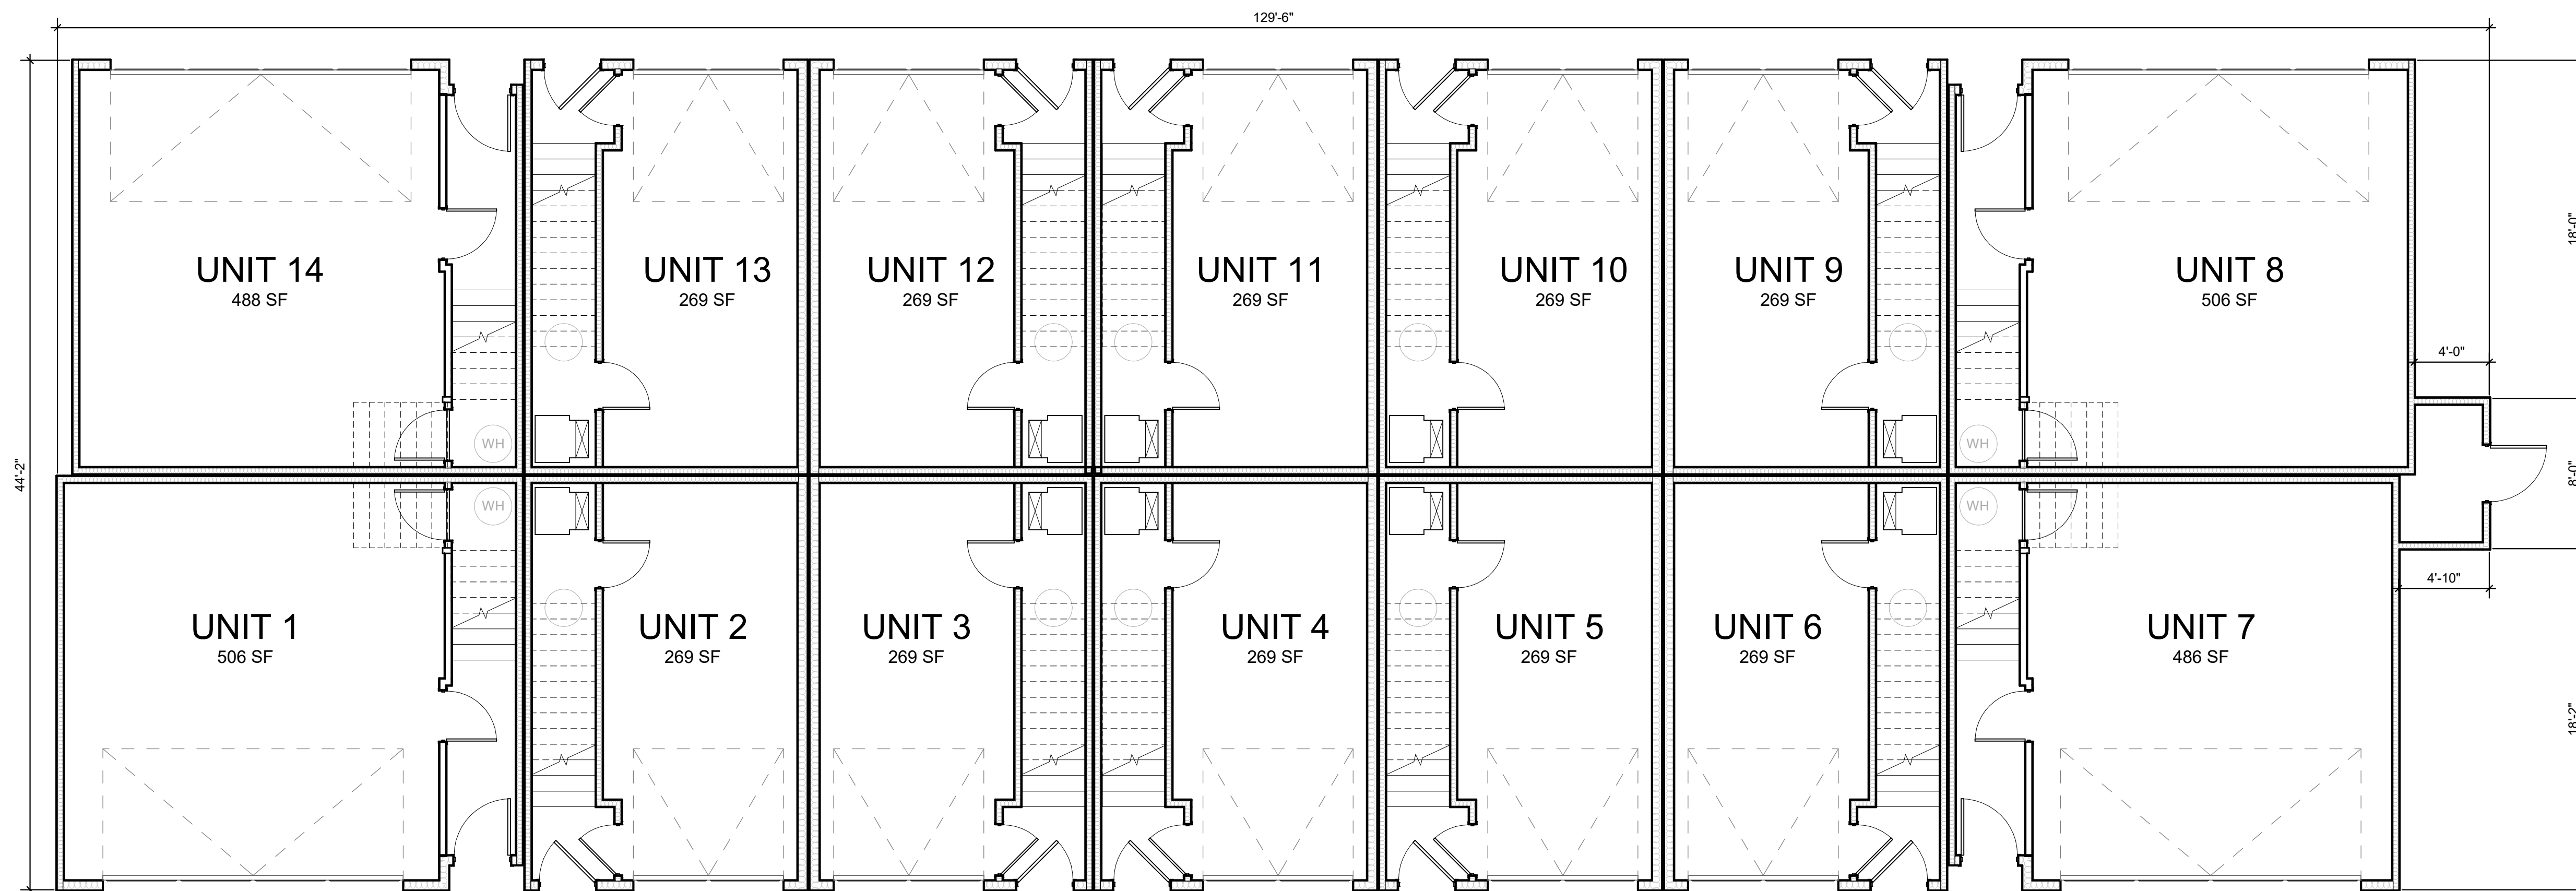 129'-6"
UNIT 14
488 SF
UNIT 13
269 SF
UNIT 12
269 SF
UNIT 11
269 SF
UNIT 10
269 SF
UNIT 9
269 SF
UNIT 8
506 SF
18'-0"
4'-0"
WH
WH
44'-2"
8'-0"
WH
WH
4'-10"
UNIT 1
506 SF
UNIT 2
269 SF
UNIT 3
269 SF
UNIT 4
269 SF
UNIT 5
269 SF
UNIT 6
269 SF
UNIT 7
486 SF
18'-2"